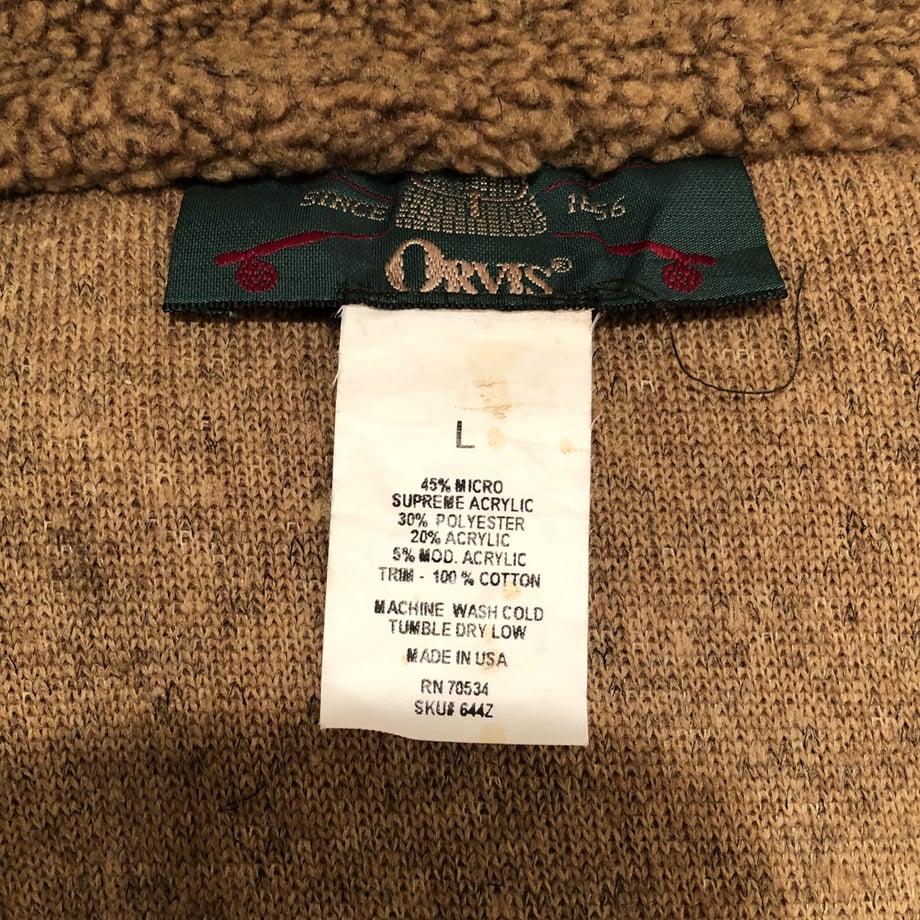 SINCE 1856
ORVIS®
L
45% MICRO
SUPREME ACRYLIC
30% POLYESTER
20% ACRYLIC
5% MOD. ACRYLIC
TRIM - 100% COTTON
MACHINE WASH COLD
TUMBLE DRY LOW
MADE IN USA
RN 70534
SKU# 644Z